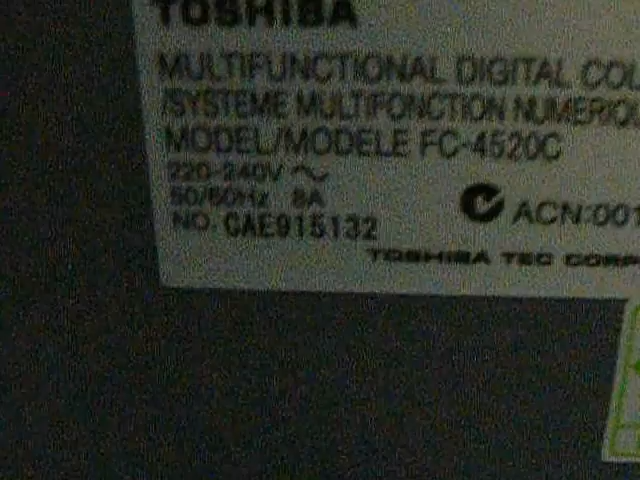 TOSHIBA
MULTIFUNCTIONAL DIGITAL COL
/SYSTEME MULTIFONCTION NUMERIQ
MODEL/MODELE FC-4520C
220-240V ~
50/60Hz 8A
NO. CAE915132
ACN:001
TOSHIBA TEC CORP